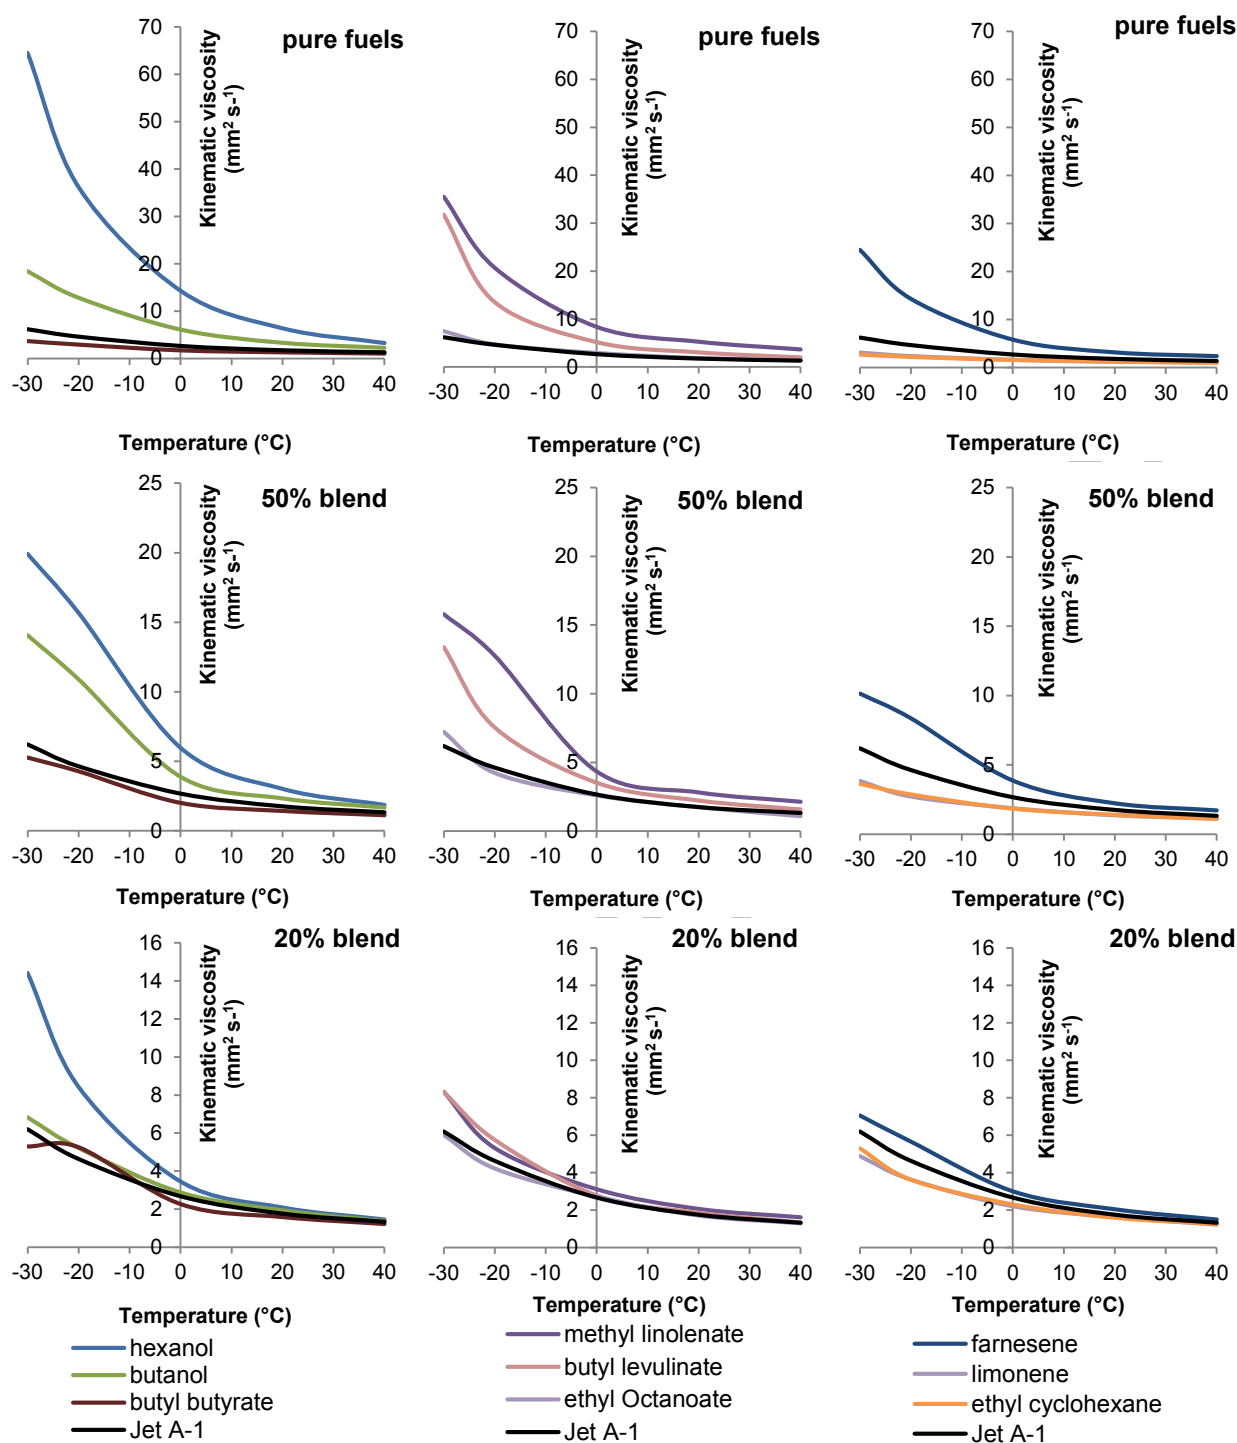 pure fuels
70
60
50
40
30
20
10
0
Kinematic viscosity
(mm² s-¹)
-30 -20 -10 0 10 20 30 40
Temperature (°C)
pure fuels
70
60
50
40
30
20
10
0
Kinematic viscosity
(mm² s-¹)
-30 -20 -10 0 10 20 30 40
Temperature (°C)
pure fuels
70
60
50
40
30
20
10
0
Kinematic viscosity
(mm² s-¹)
-30 -20 -10 0 10 20 30 40
Temperature (°C)
50% blend
25
20
15
10
5
0
Kinematic viscosity
(mm² s-¹)
-30 -20 -10 0 10 20 30 40
Temperature (°C)
50% blend
25
20
15
10
5
0
Kinematic viscosity
(mm² s-¹)
-30 -20 -10 0 10 20 30 40
Temperature (°C)
50% blend
25
20
15
10
5
0
Kinematic viscosity
(mm² s-¹)
-30 -20 -10 0 10 20 30 40
Temperature (°C)
20% blend
16
14
12
10
8
6
4
2
0
Kinematic viscosity
(mm² s-¹)
-30 -20 -10 0 10 20 30 40
Temperature (°C)
20% blend
16
14
12
10
8
6
4
2
0
Kinematic viscosity
(mm² s-¹)
-30 -20 -10 0 10 20 30 40
Temperature (°C)
20% blend
16
14
12
10
8
6
4
2
0
Kinematic viscosity
(mm² s-¹)
-30 -20 -10 0 10 20 30 40
Temperature (°C)
hexanol
butanol
butyl butyrate
Jet A-1
methyl linolenate
butyl levulinate
ethyl Octanoate
Jet A-1
farnesene
limonene
ethyl cyclohexane
Jet A-1